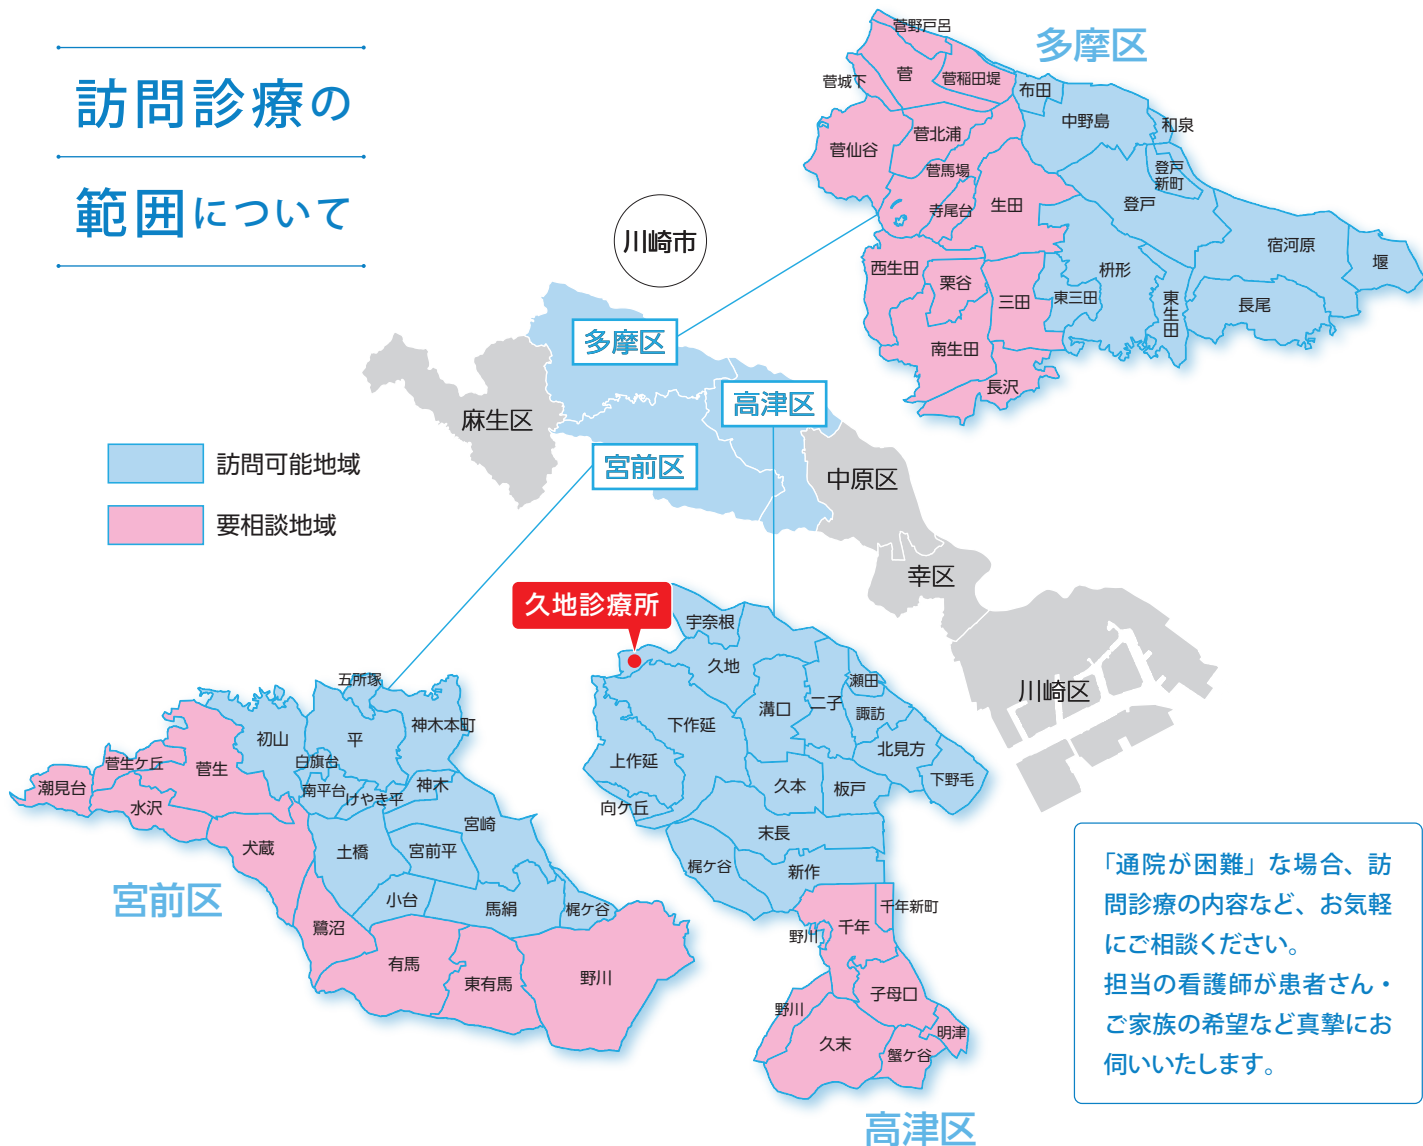 訪問診療の
範囲について
川崎市
多摩区
高津区
宮前区
麻生区
中原区
幸区
川崎区
訪問可能地域
要相談地域
久地診療所
多摩区
菅野戸呂
菅城下
菅
菅稲田堤
布田
中野島
和泉
菅仙谷
菅北浦
菅馬場
登戸
新町
寺尾台
生田
登戸
宿河原
堰
西生田
栗谷
三田
東三田
枡形
東生田
長尾
南生田
長沢
宮前区
五所塚
神木本町
初山
平
白旗台
菅生ケ丘
菅生
南平台
けやき平
神木
潮見台
水沢
宮崎
犬蔵
土橋
宮前平
小台
馬絹
梶ケ谷
鷺沼
有馬
東有馬
野川
高津区
宇奈根
久地
瀬田
二子
溝口
諏訪
下作延
北見方
上作延
下野毛
久本
板戸
向ケ丘
末長
梶ケ谷
新作
千年新町
千年
野川
子母口
野川
明津
久末
蟹ケ谷
「通院が困難」な場合、訪
問診療の内容など、お気軽
にご相談ください。
担当の看護師が患者さん・
ご家族の希望など真摯にお
伺いいたします。